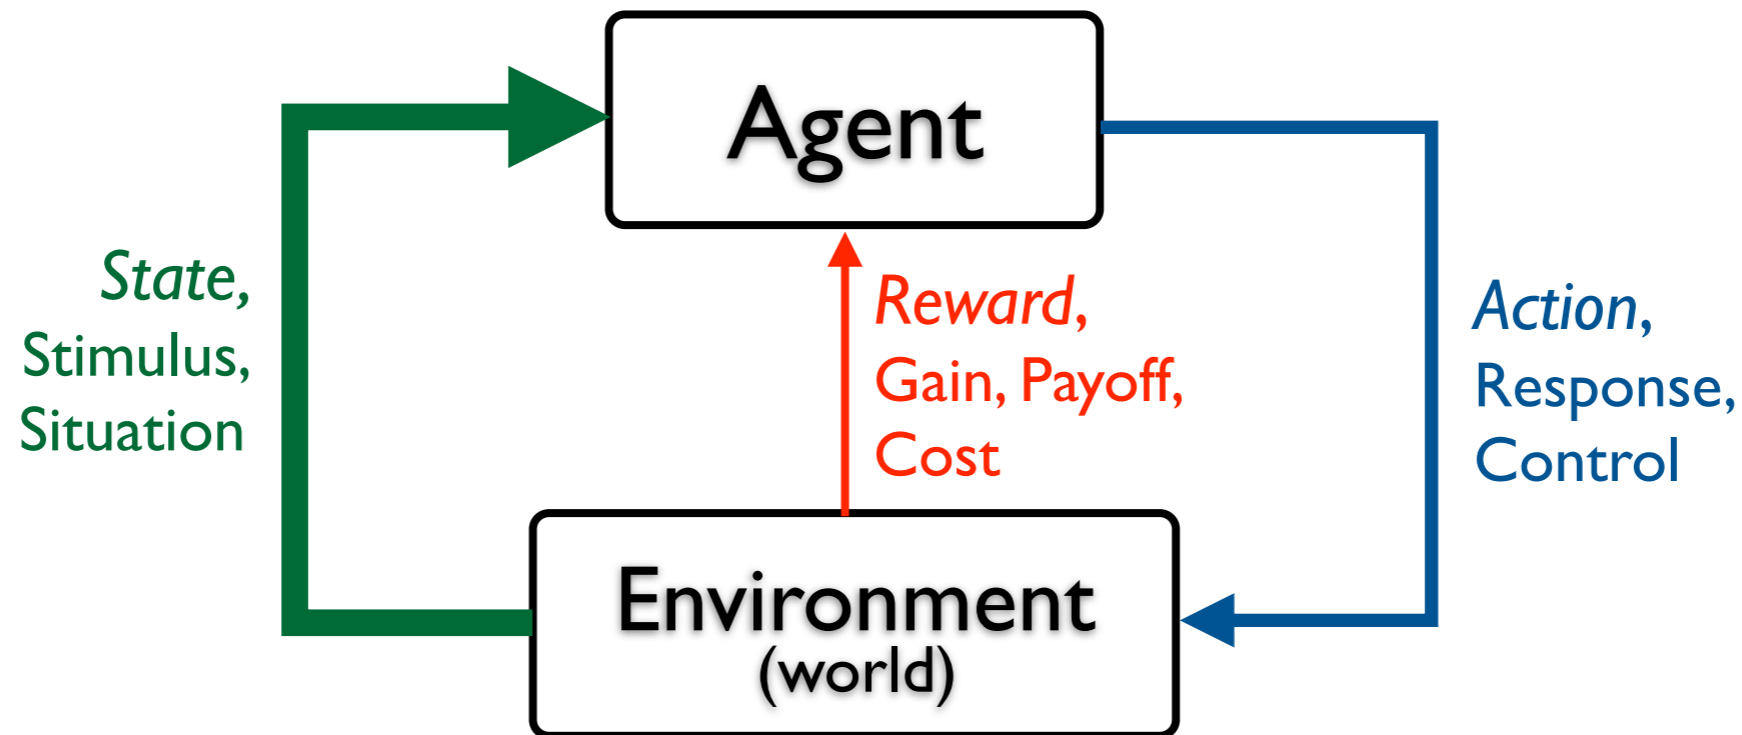 Agent
State,
Stimulus,
Situation
Reward,
Gain, Payoff,
Cost
Action,
Response,
Control
Environment
(world)